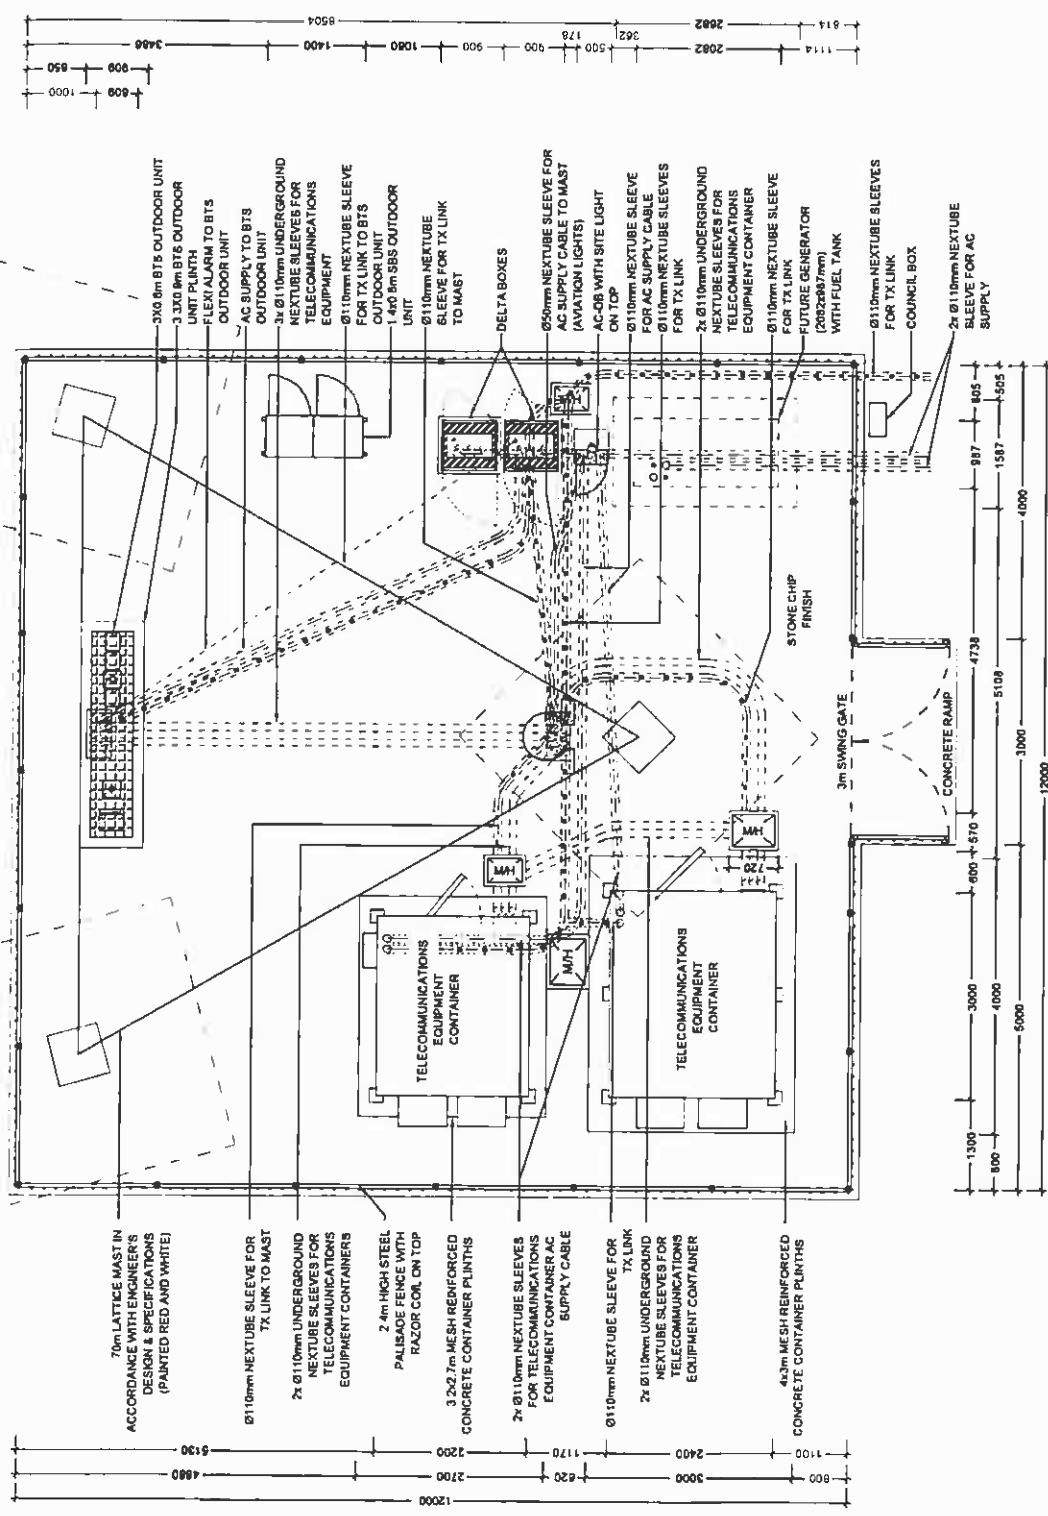 12000
4680
2700
620
3000
800
5130
2200
1170
2400
1100
70m LATTICE MAST IN
ACCORDANCE WITH ENGINEER'S
DESIGN & SPECIFICATIONS
(PAINTED RED AND WHITE)
Ø110mm NEXTUBE SLEEVE FOR
TX LINK TO MAST
2x Ø110mm UNDERGROUND
NEXTUBE SLEEVES FOR
TELECOMMUNICATIONS
EQUIPMENT CONTAINERS
2 4m HIGH STEEL
PALISADE FENCE WITH
RAZOR COIL ON TOP
3 2x2.7m MESH REINFORCED
CONCRETE CONTAINER PLINTHS
2x Ø110mm NEXTUBE SLEEVES
FOR TELECOMMUNICATIONS
EQUIPMENT CONTAINER AC
SUPPLY CABLE
Ø110mm NEXTUBE SLEEVE FOR
TX LINK
2x Ø110mm UNDERGROUND
NEXTUBE SLEEVES FOR
TELECOMMUNICATIONS
EQUIPMENT CONTAINER
4x3m MESH REINFORCED
CONCRETE CONTAINER PLINTHS
TELECOMMUNICATIONS
EQUIPMENT
CONTAINER
TELECOMMUNICATIONS
EQUIPMENT
CONTAINER
M/H
M/H
M/H
720
STONE CHIP
FINISH
3m SWING GATE
CONCRETE RAMP
3X0 6m BTS OUTDOOR UNIT
3 3X0 9m BTS OUTDOOR
UNIT PLINTH
FLEXI ALARM TO BTS
OUTDOOR UNIT
AC SUPPLY TO BTS
OUTDOOR UNIT
3x Ø110mm UNDERGROUND
NEXTUBE SLEEVES FOR
TELECOMMUNICATIONS
EQUIPMENT
Ø110mm NEXTUBE SLEEVE
FOR TX LINK TO BTS
OUTDOOR UNIT
1 4x0 8m SBS OUTDOOR
UNIT
Ø110mm NEXTUBE
SLEEVE FOR TX LINK
TO MAST
DELTA BOXES
Ø50mm NEXTUBE SLEEVE FOR
AC SUPPLY CABLE TO MAST
(AVIATION LIGHTS)
AC-DB WITH SITE LIGHT
ON TOP
Ø110mm NEXTUBE SLEEVE
FOR AC SUPPLY CABLE
Ø110mm NEXTUBE SLEEVES
FOR TX LINK
2x Ø110mm UNDERGROUND
NEXTUBE SLEEVES FOR
TELECOMMUNICATIONS
EQUIPMENT CONTAINER
Ø110mm NEXTUBE SLEEVE
FOR TX LINK
FUTURE GENERATOR
(2082x987mm)
WITH FUEL TANK
Ø110mm NEXTUBE SLEEVES
FOR TX LINK
COUNCIL BOX
2x Ø110mm NEXTUBE
SLEEVE FOR AC
SUPPLY
1000
609
850
909
3486
1400
1080
900
900
178
500
2082
1114
8504
362
2682
814
1300
3000
600
570
4738
987
605
800
4000
5108
1587
505
5000
3000
4000
12000